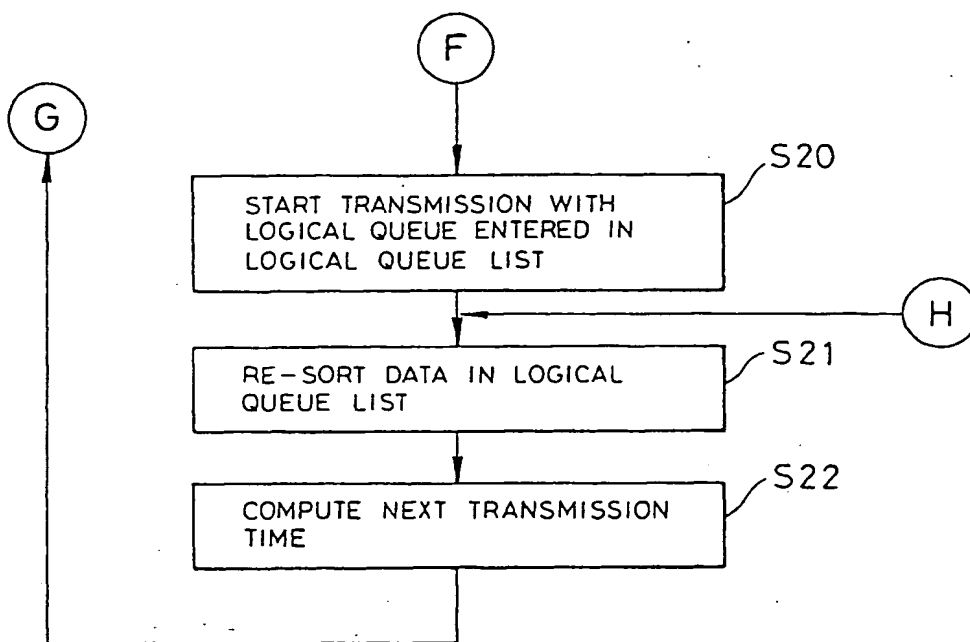 F
G
S20
START TRANSMISSION WITH
LOGICAL QUEUE ENTERED IN
LOGICAL QUEUE LIST
H
S21
RE-SORT DATA IN LOGICAL
QUEUE LIST
S22
COMPUTE NEXT TRANSMISSION
TIME